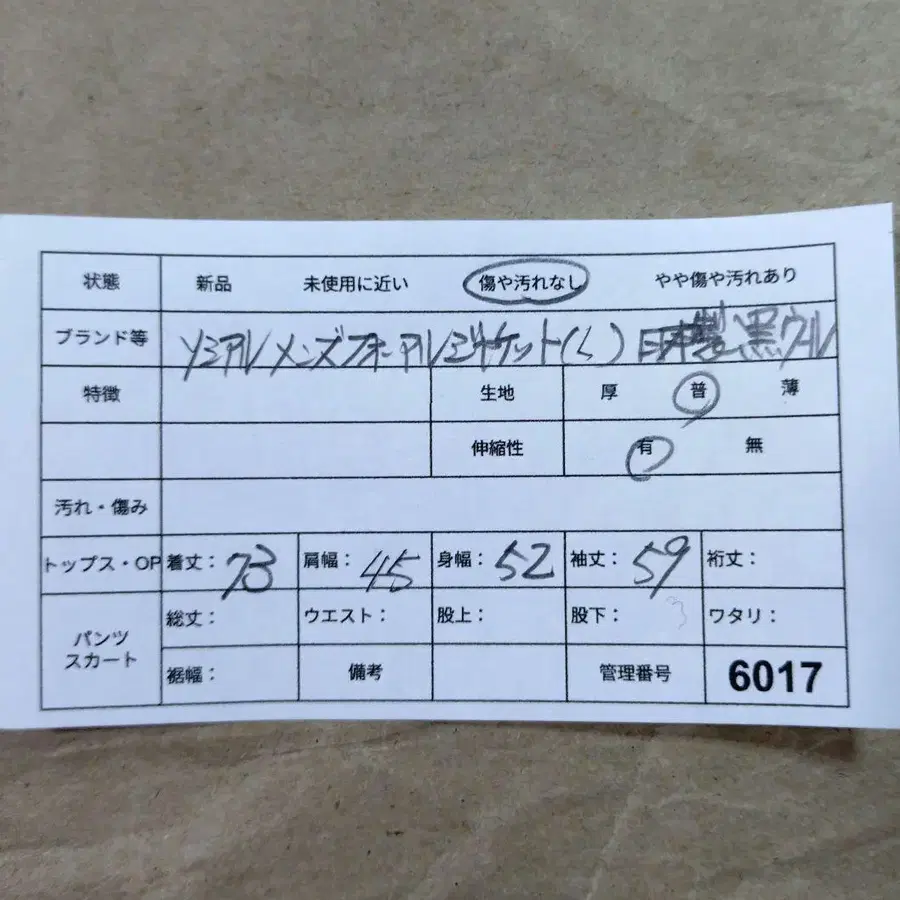 状態 新品 未使用に近い 傷や汚れなし やや傷や汚れあり
ブランド等 ソシアル メンズフォーマルジャケット(L) 日本製 黒ウール
特徴 生地 厚 普 薄
伸縮性 有 無
汚れ・傷み
トップス・OP 着丈: 73 肩幅: 45 身幅: 52 袖丈: 59 裄丈:
パンツ スカート 総丈: ウエスト: 股上: 股下: ワタリ:
裾幅: 備考 管理番号 6017